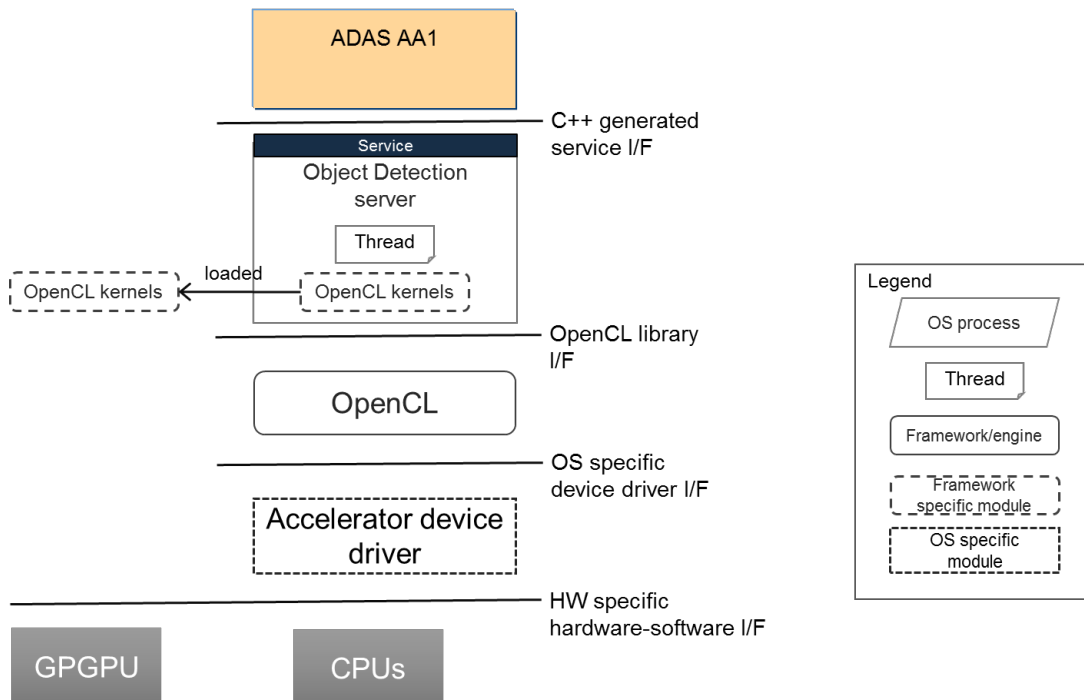 ADAS AA1
C++ generated
service I/F
Service
Object Detection
server
Thread
loaded
OpenCL kernels
OpenCL kernels
OpenCL library
I/F
OpenCL
OS specific
device driver I/F
Accelerator device
driver
HW specific
hardware-software I/F
GPGPU
CPUs
Legend
OS process
Thread
Framework/engine
Framework
specific module
OS specific
module